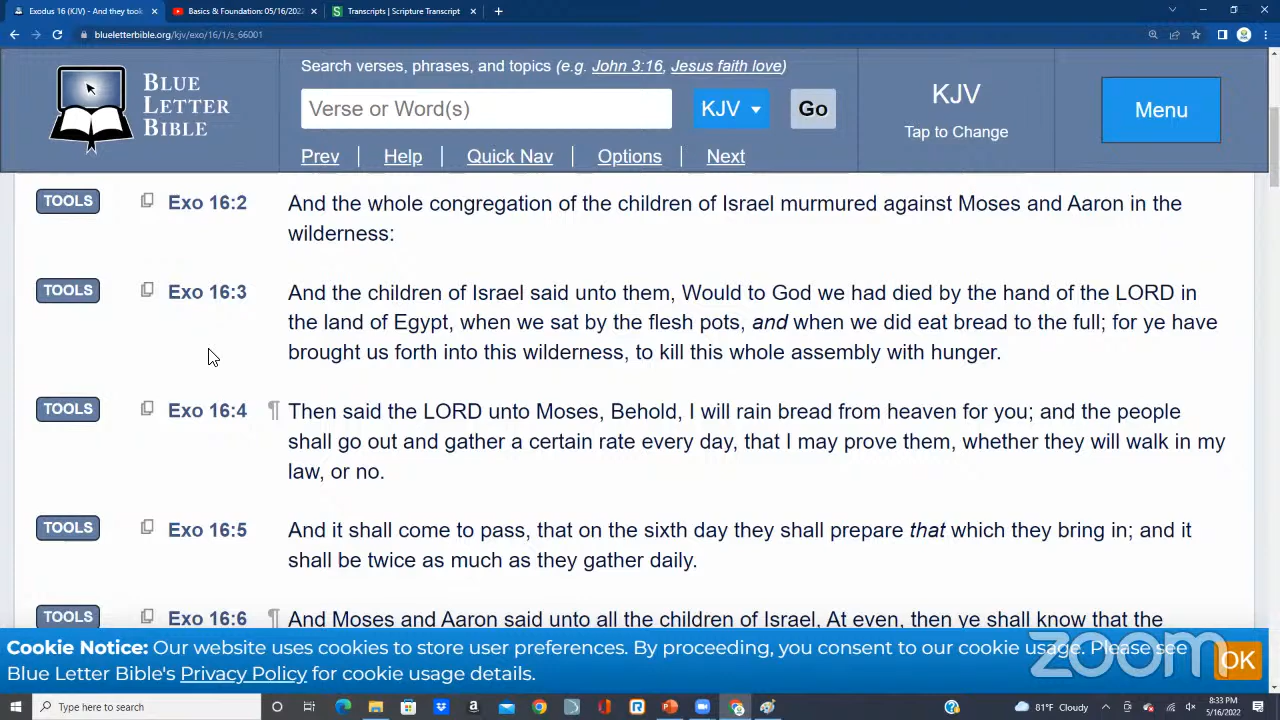 Exodus 16 (KJV) - And they took
Basics & Foundation: 05/16/2022
Transcripts | Scripture Transcript
blueletterbible.org/kjv/exo/16/1/s_66001
BLUE
LETTER
BIBLE
Search verses, phrases, and topics (e.g. John 3:16, Jesus faith love)
Verse or Word(s)
KJV
Go
Prev | Help | Quick Nav | Options | Next
KJV
Tap to Change
Menu
TOOLS Exo 16:2 And the whole congregation of the children of Israel murmured against Moses and Aaron in the
wilderness:
TOOLS Exo 16:3 And the children of Israel said unto them, Would to God we had died by the hand of the LORD in
the land of Egypt, when we sat by the flesh pots, and when we did eat bread to the full; for ye have
brought us forth into this wilderness, to kill this whole assembly with hunger.
TOOLS Exo 16:4 ¶ Then said the LORD unto Moses, Behold, I will rain bread from heaven for you; and the people
shall go out and gather a certain rate every day, that I may prove them, whether they will walk in my
law, or no.
TOOLS Exo 16:5 And it shall come to pass, that on the sixth day they shall prepare that which they bring in; and it
shall be twice as much as they gather daily.
TOOLS Exo 16:6 ¶ And Moses and Aaron said unto all the children of Israel, At even, then ye shall know that the
Cookie Notice: Our website uses cookies to store user preferences. By proceeding, you consent to our cookie usage. Please see
Blue Letter Bible's Privacy Policy for cookie usage details.
OK
zoom
Type here to search
81°F Cloudy
8:33 PM
5/16/2022